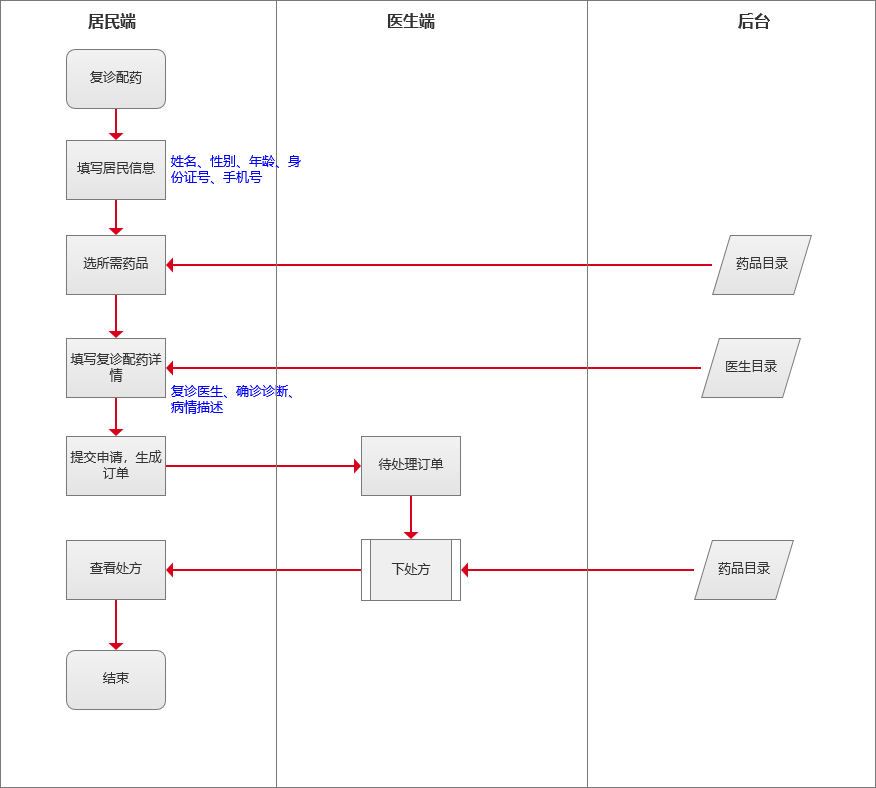 居民端
医生端
后台
复诊配药
填写居民信息
姓名、性别、年龄、身
份证号、手机号
选所需药品
药品目录
填写复诊配药详
情
医生目录
复诊医生、确诊诊断、
病情描述
提交申请，生成
订单
待处理订单
查看处方
下处方
药品目录
结束